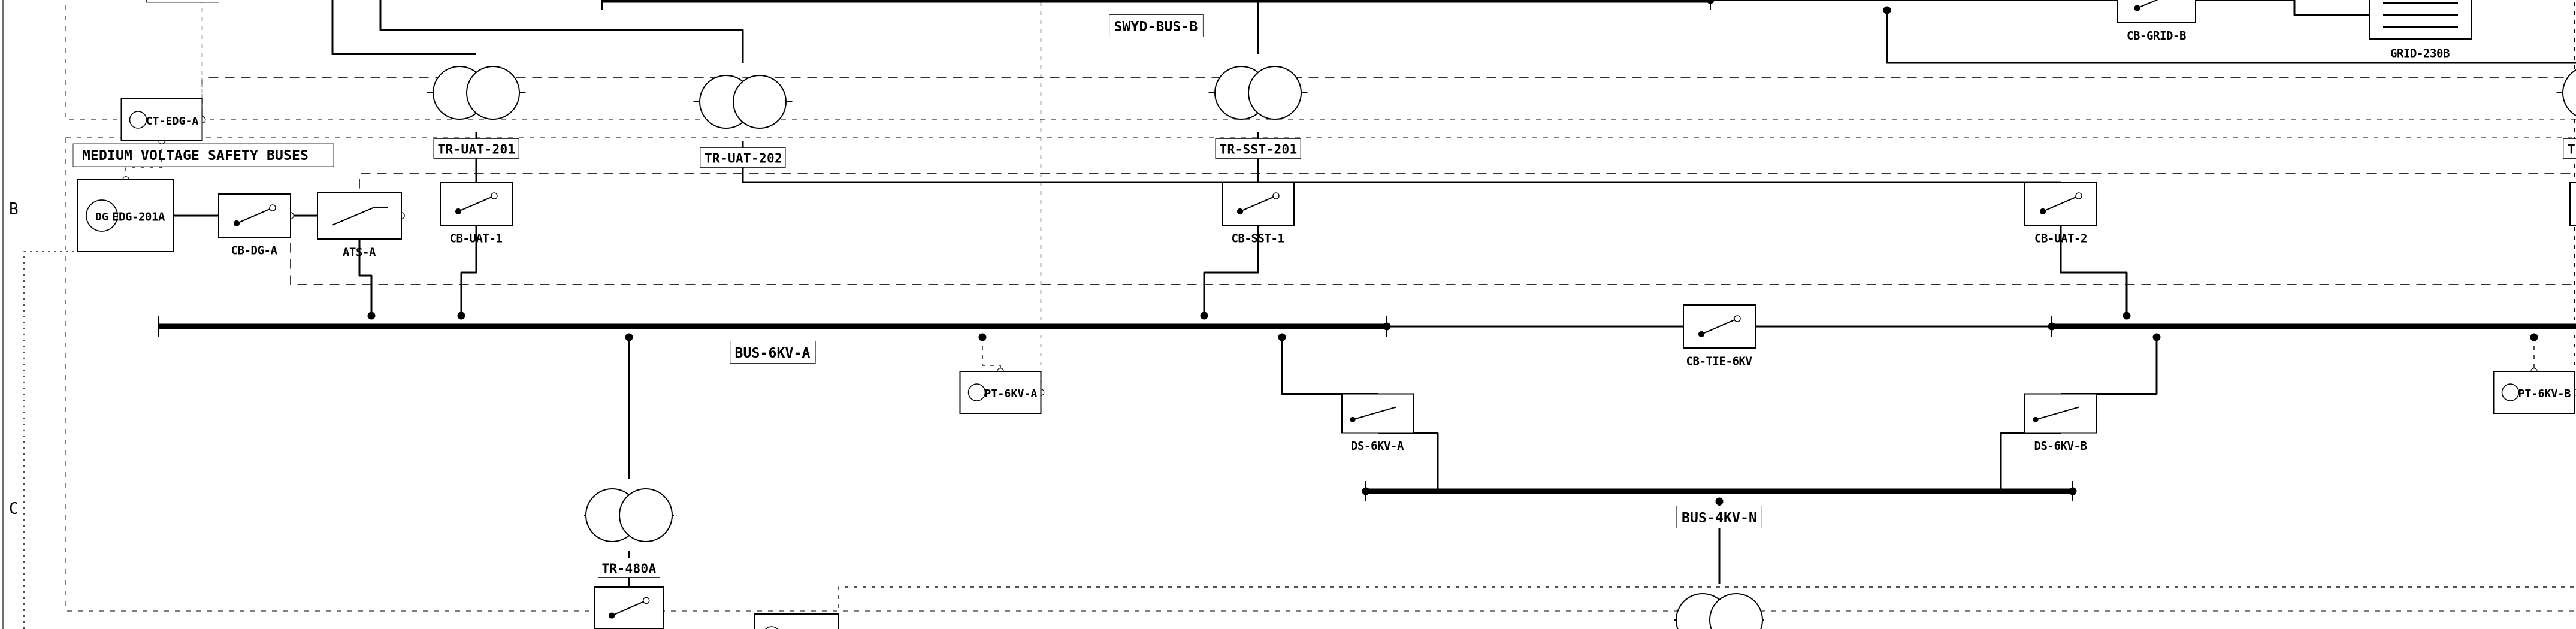 SWYD-BUS-B
CB-GRID-B
GRID-230B
CT-EDG-A
MEDIUM VOLTAGE SAFETY BUSES
TR-UAT-201
TR-UAT-202
TR-SST-201
T
B
DG EDG-201A
CB-DG-A
ATS-A
CB-UAT-1
CB-SST-1
CB-UAT-2
BUS-6KV-A
CB-TIE-6KV
PT-6KV-A
PT-6KV-B
DS-6KV-A
DS-6KV-B
C
BUS-4KV-N
TR-480A